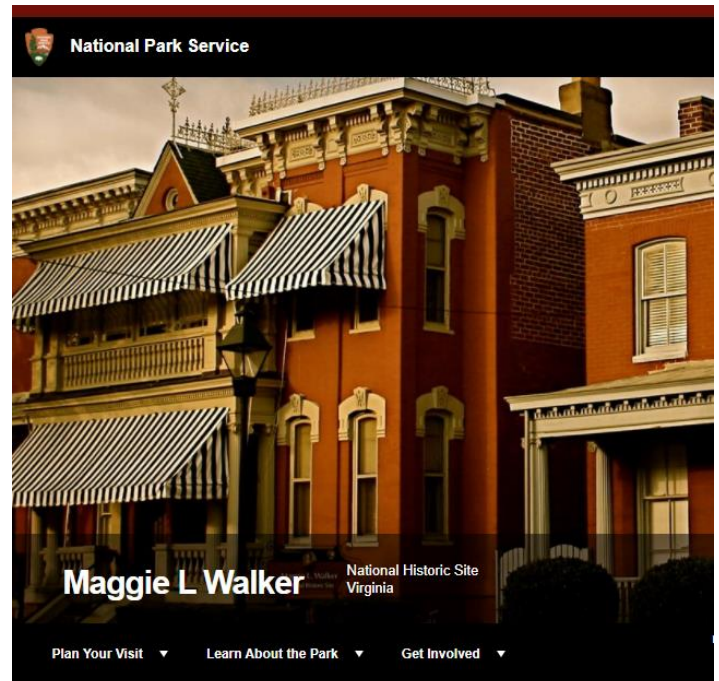 National Park Service
Maggie L Walker
National Historic Site
Virginia
Plan Your Visit
Learn About the Park
Get Involved